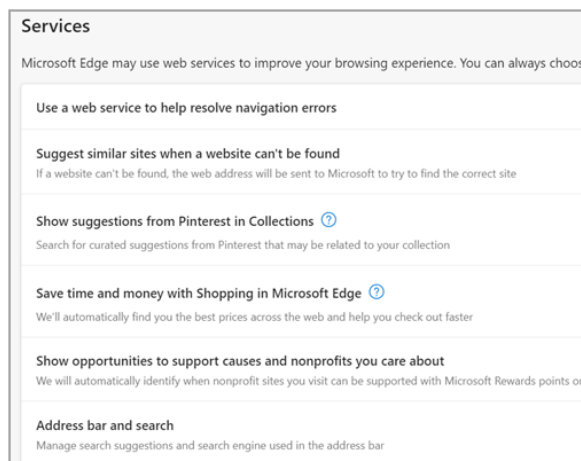 Services
Microsoft Edge may use web services to improve your browsing experience. You can always choos
Use a web service to help resolve navigation errors
Suggest similar sites when a website can't be found
If a website can't be found, the web address will be sent to Microsoft to try to find the correct site
Show suggestions from Pinterest in Collections ?
Search for curated suggestions from Pinterest that may be related to your collection
Save time and money with Shopping in Microsoft Edge ?
We'll automatically find you the best prices across the web and help you check out faster
Show opportunities to support causes and nonprofits you care about
We will automatically identify when nonprofit sites you visit can be supported with Microsoft Rewards points o
Address bar and search
Manage search suggestions and search engine used in the address bar